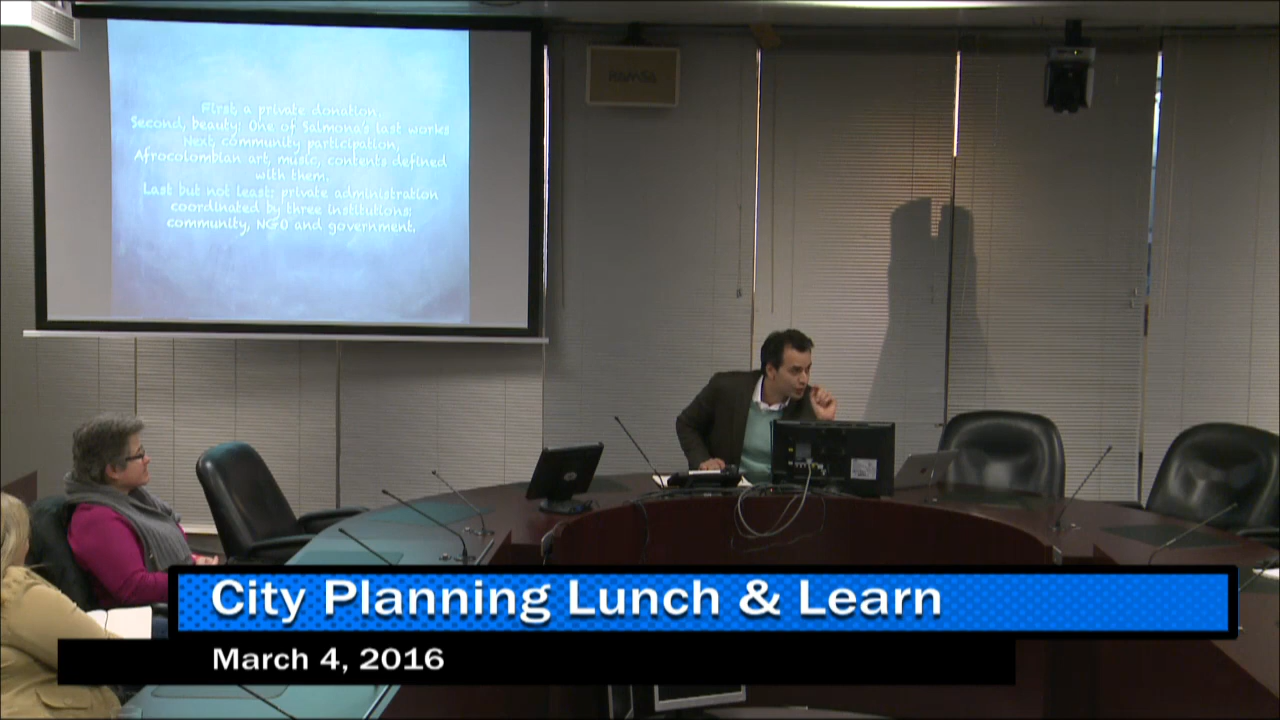 First, a private donation.
Second, beauty: One of Salmona's last works
Next, community participation,
Afrocolombian art, music, contents defined
with them.
Last but not least: private administration
coordinated by three institutions:
community, NGO and government.
City Planning Lunch & Learn
March 4, 2016